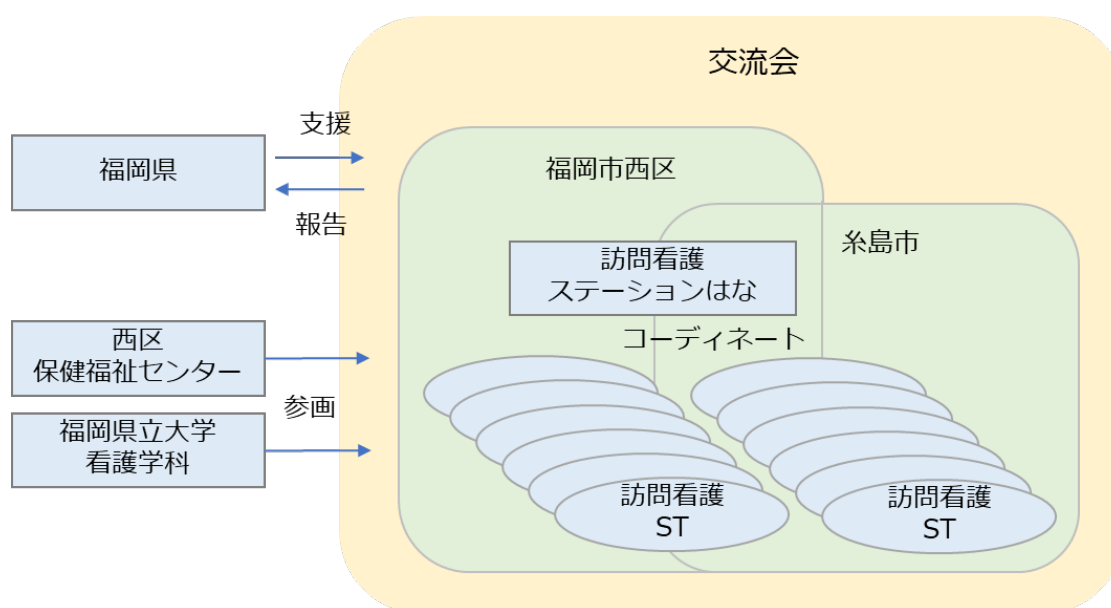 交流会
支援
福岡県
報告
福岡市西区
糸島市
訪問看護
ステーションはな
コーディネート
西区
保健福祉センター
参画
福岡県立大学
看護学科
訪問看護
ST
訪問看護
ST